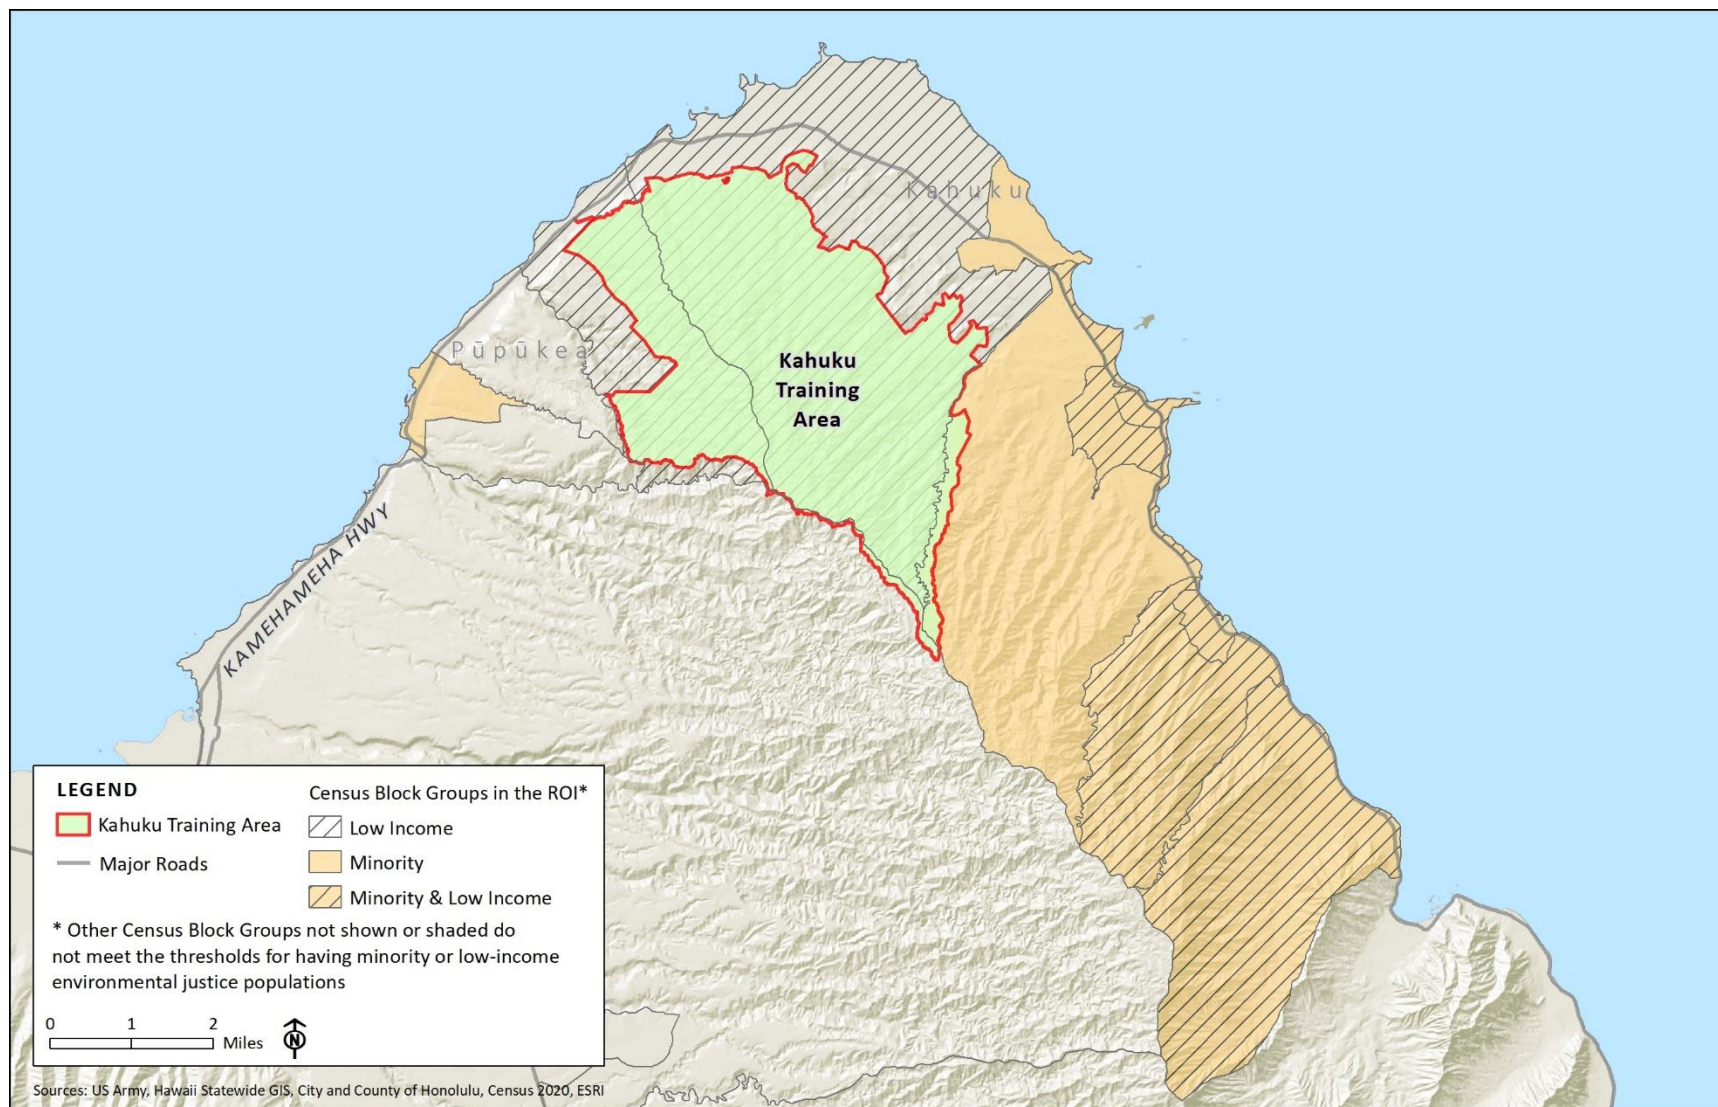 Kahuku
Pūpūkea
Kahuku
Training
Area
KAMEHAMEHA HWY
LEGEND
Kahuku Training Area
Major Roads
Census Block Groups in the ROI*
Low Income
Minority
Minority & Low Income
* Other Census Block Groups not shown or shaded do
not meet the thresholds for having minority or low-income
environmental justice populations
0 1 2
Miles
N
Sources: US Army, Hawaii Statewide GIS, City and County of Honolulu, Census 2020, ESRI